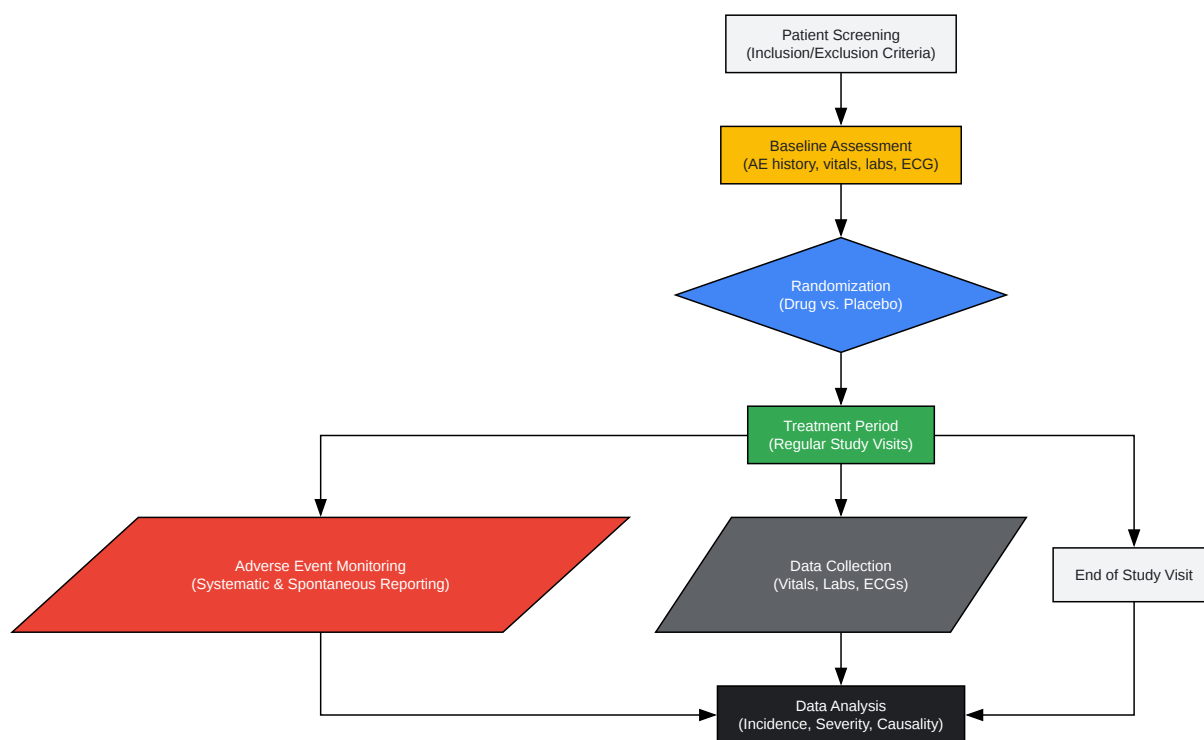 Patient Screening
(Inclusion/Exclusion Criteria)
Baseline Assessment
(AE history, vitals, labs, ECG)
Randomization
(Drug vs. Placebo)
Treatment Period
(Regular Study Visits)
Adverse Event Monitoring
(Systematic & Spontaneous Reporting)
Data Collection
(Vitals, Labs, ECGs)
End of Study Visit
Data Analysis
(Incidence, Severity, Causality)